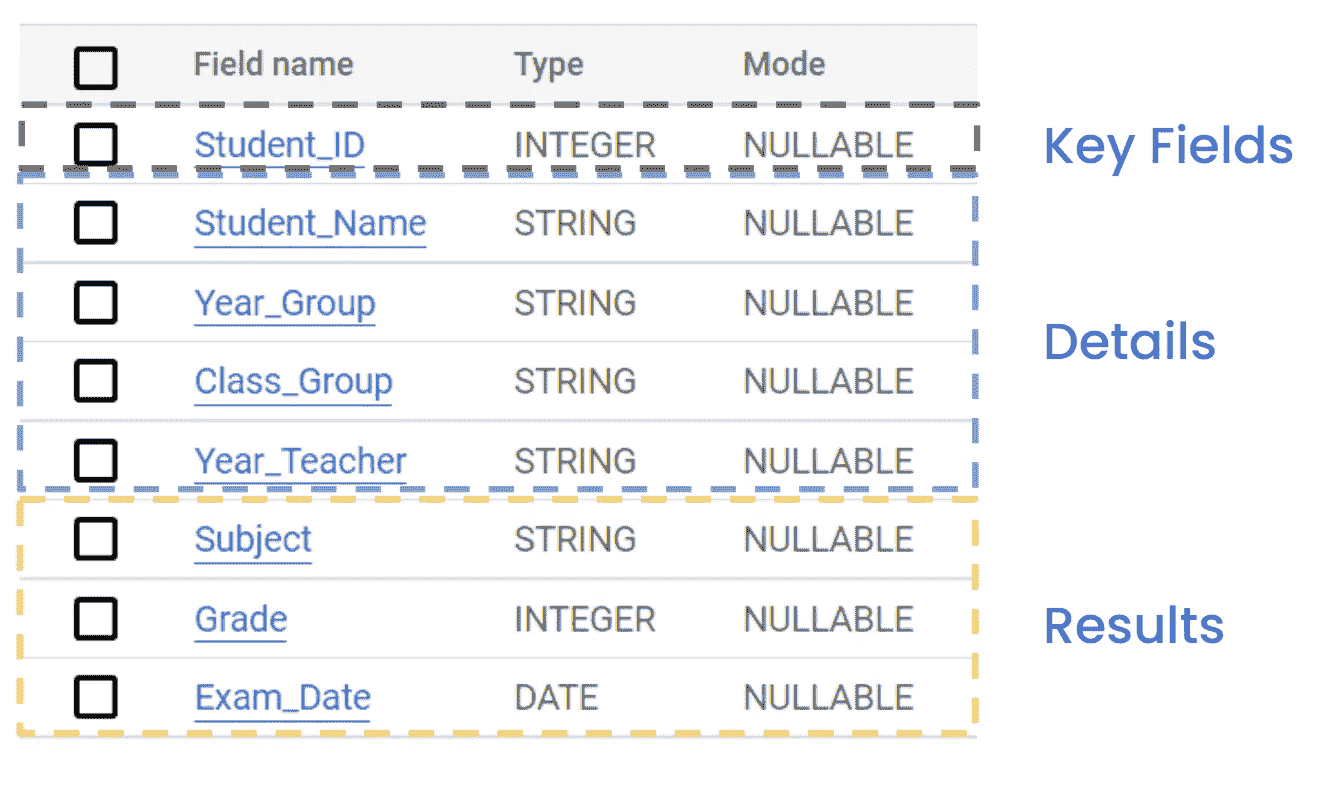 Field name Type Mode
Student_ID INTEGER NULLABLE Key Fields
Student_Name STRING NULLABLE
Year_Group STRING NULLABLE
Details
Class_Group STRING NULLABLE
Year_Teacher STRING NULLABLE
Subject STRING NULLABLE
Grade INTEGER NULLABLE Results
Exam_Date DATE NULLABLE